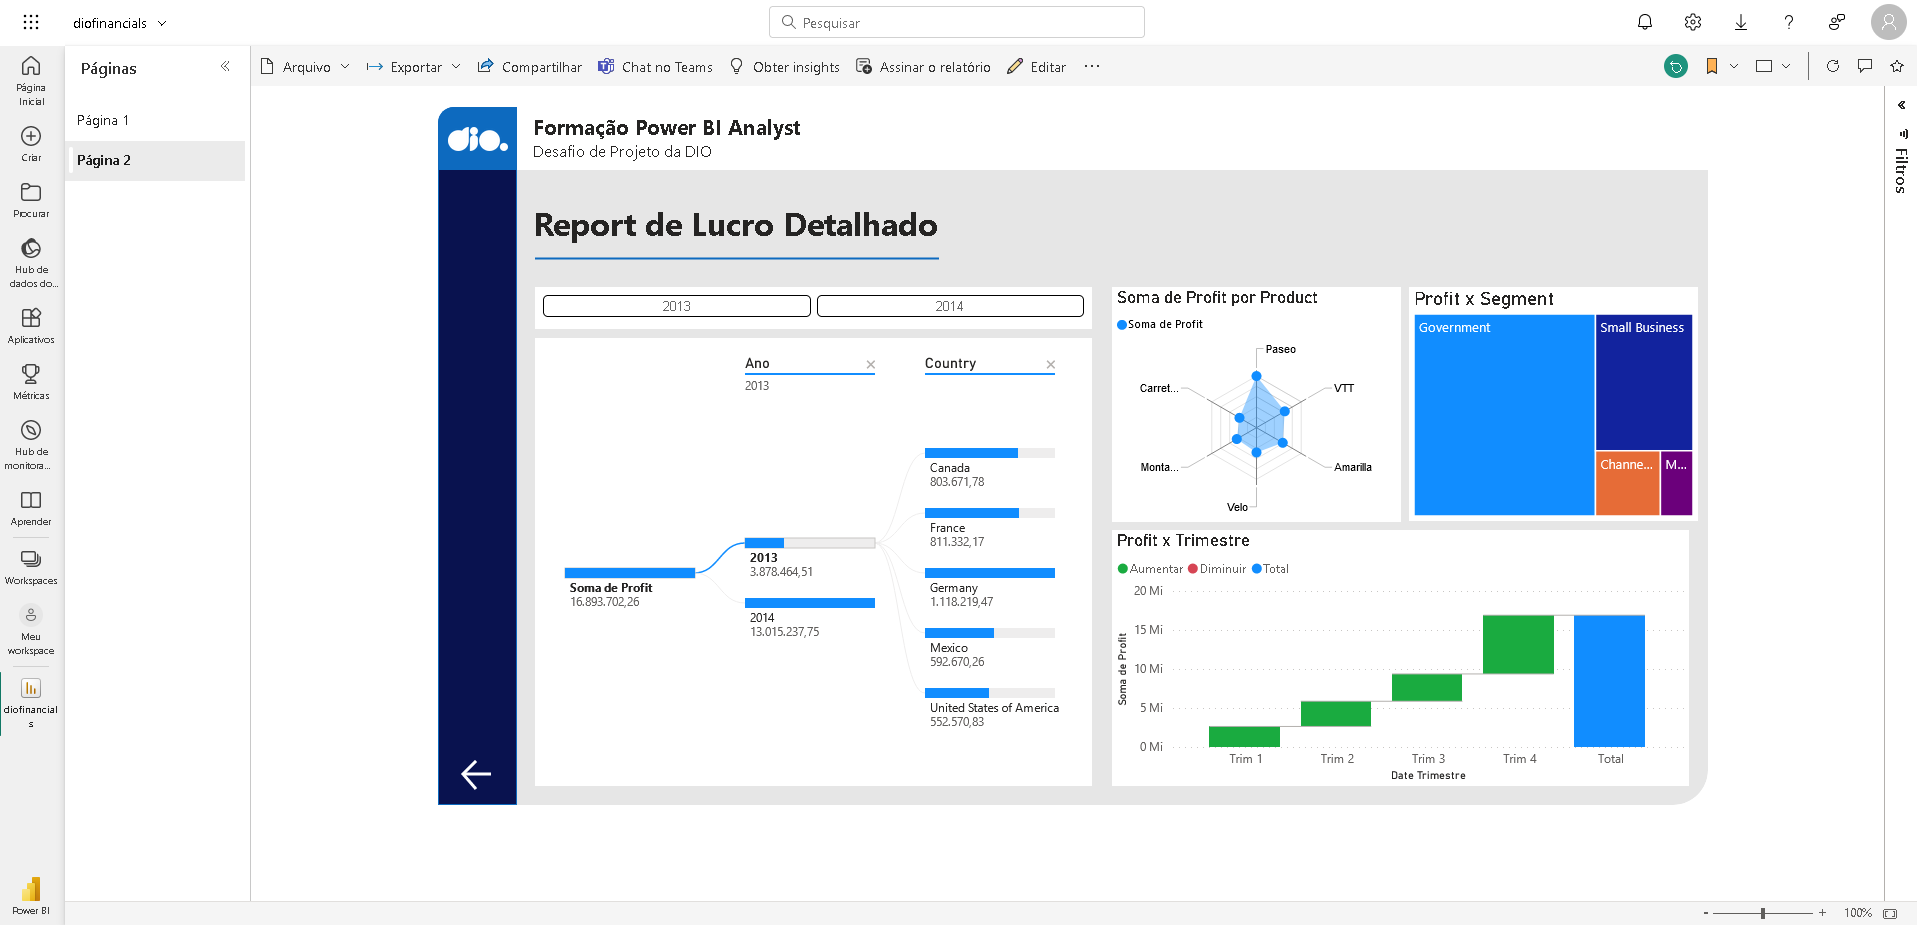 diofinancials
Pesquisar
Páginas
Página 1
Página 2
Página
Inicial
Criar
Procurar
Hub de
dados do...
Aplicativos
Métricas
Hub de
monitora...
Aprender
Workspaces
Meu
workspace
diofinancial
s
Power BI
Arquivo
Exportar
Compartilhar
Chat no Teams
Obter insights
Assinar o relatório
Editar
Filtros
dio.
Formação Power BI Analyst
Desafio de Projeto da DIO
Report de Lucro Detalhado
2013
2014
Ano
2013
Country
Soma de Profit
16.893.702,26
2013
3.878.464,51
2014
13.015.237,75
Canada
803.671,78
France
811.332,17
Germany
1.118.219,47
Mexico
592.670,26
United States of America
552.570,83
Soma de Profit por Product
Soma de Profit
Paseo
VTT
Amarilla
Velo
Monta...
Carret...
Profit x Segment
Government
Small Business
Channe...
M...
Profit x Trimestre
Aumentar Diminuir Total
Soma de Profit
20 Mi
15 Mi
10 Mi
5 Mi
0 Mi
Trim 1
Trim 2
Trim 3
Trim 4
Total
Date Trimestre
- + 100%